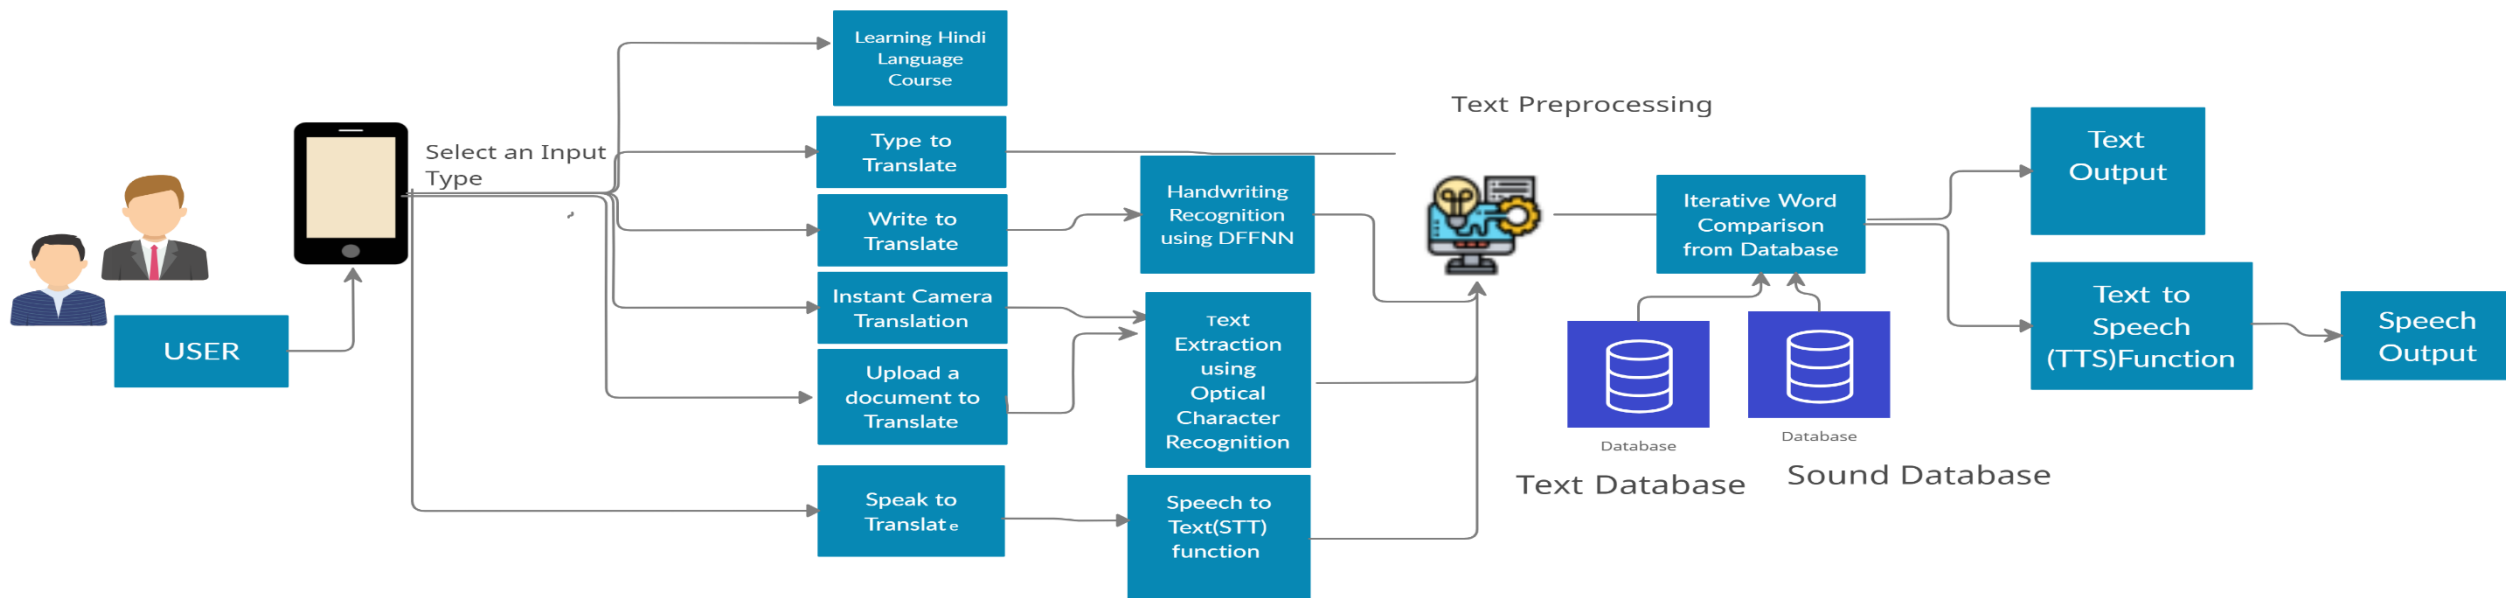 USER
Select an Input
Type
Learning Hindi
Language
Course
Type to
Translate
Write to
Translate
Instant Camera
Translation
Upload a
document to
Translate
Speak to
Translate
Handwriting
Recognition
using DFFNN
Text
Extraction
using
Optical
Character
Recognition
Speech to
Text(STT)
function
Text Preprocessing
Iterative Word
Comparison
from Database
Database
Text Database
Database
Sound Database
Text
Output
Text to
Speech
(TTS)Function
Speech
Output